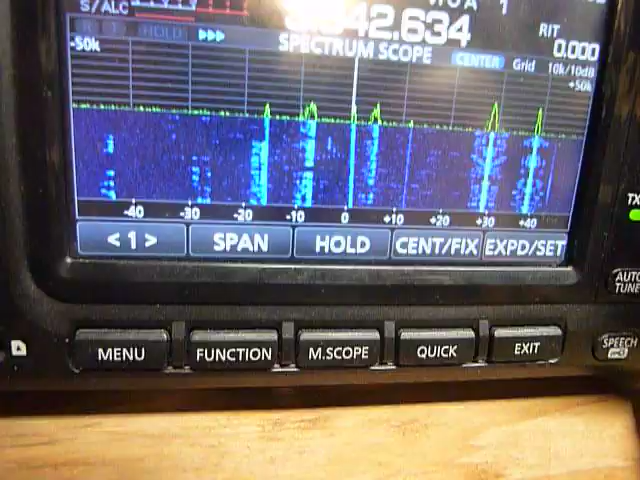 S/ALC
VFO A 1
42.634
RIT
0.000
HOLD
-50k
SPECTRUM SCOPE
CENTER
Grid 10k/10dB
+50k
-40 -30 -20 -10 0 +10 +20 +30 +40
< 1 > SPAN HOLD CENT/FIX EXPD/SET
TX
AUTO
TUNE
MENU FUNCTION M.SCOPE QUICK EXIT
SPEECH